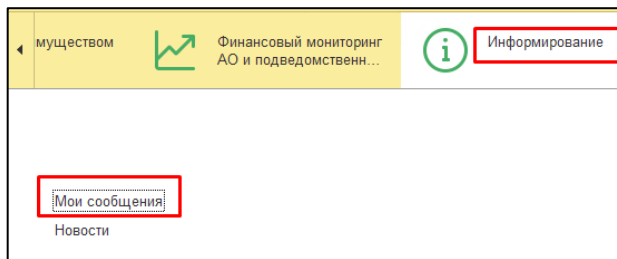 муществом
Финансовый мониторинг
АО и подведомственн...
Информирование
Мои сообщения
Новости